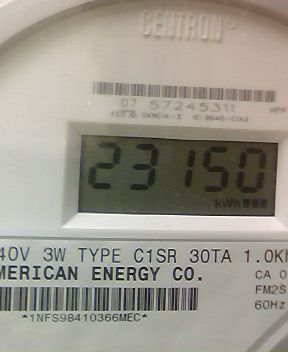 CENTRON
07 57245311
23150
kWh
40V 3W TYPE C1SR 30TA 1.0K
MERICAN ENERGY CO.
CA 0
FM2S
60Hz
*1NFS98410366MEC*